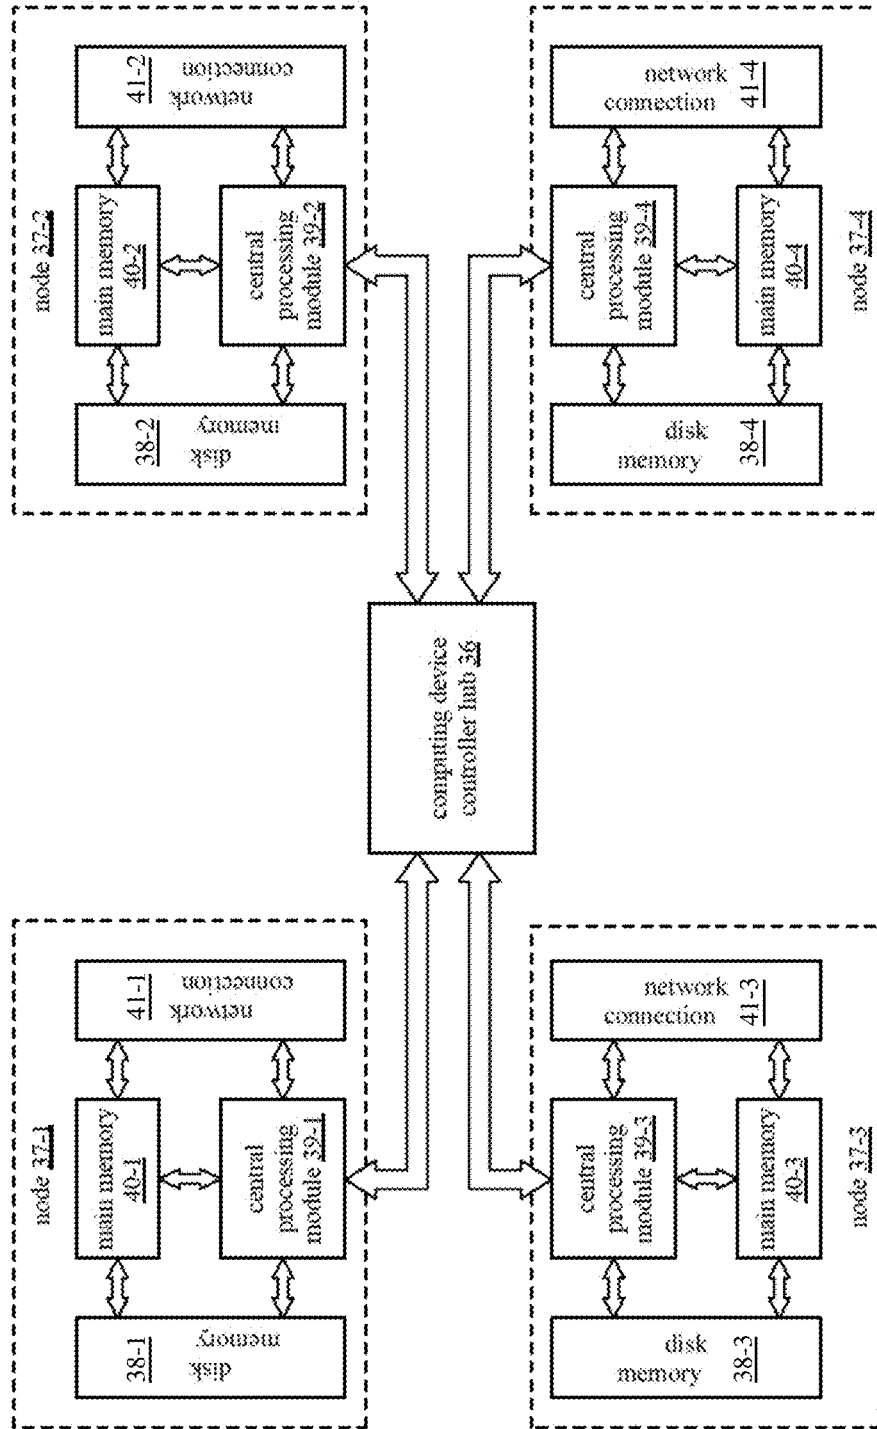 node 37-1
main memory
40-1
disk
memory
38-1
network
connection
41-1
central
processing
module 39-1
node 37-2
main memory
40-2
disk
memory
38-2
network
connection
41-2
central
processing
module 39-2
computing device
controller hub 36
central
processing
module 39-3
disk
memory
38-3
network
connection
41-3
main memory
40-3
node 37-3
central
processing
module 39-4
disk
memory
38-4
network
connection
41-4
main memory
40-4
node 37-4